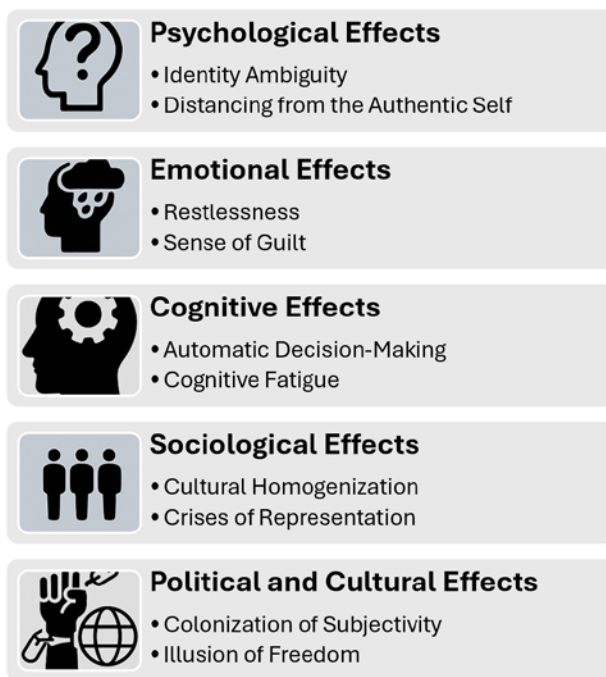 Psychological Effects
• Identity Ambiguity
• Distancing from the Authentic Self
Emotional Effects
• Restlessness
• Sense of Guilt
Cognitive Effects
• Automatic Decision-Making
• Cognitive Fatigue
Sociological Effects
• Cultural Homogenization
• Crises of Representation
Political and Cultural Effects
• Colonization of Subjectivity
• Illusion of Freedom